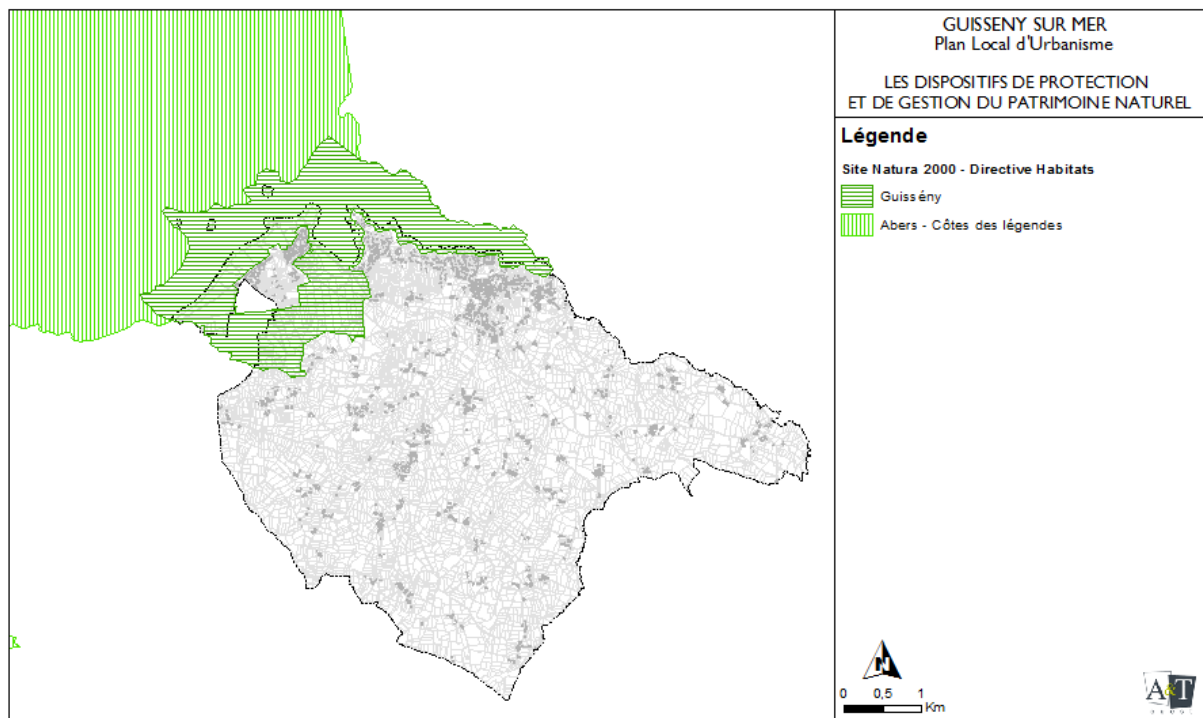 GUISSENY SUR MER
Plan Local d'Urbanisme
LES DISPOSITIFS DE PROTECTION
ET DE GESTION DU PATRIMOINE NATUREL
Légende
Site Natura 2000 - Directive Habitats
Guissény
Abers - Côtes des légendes
N
0 0,5 1
Km
A&T